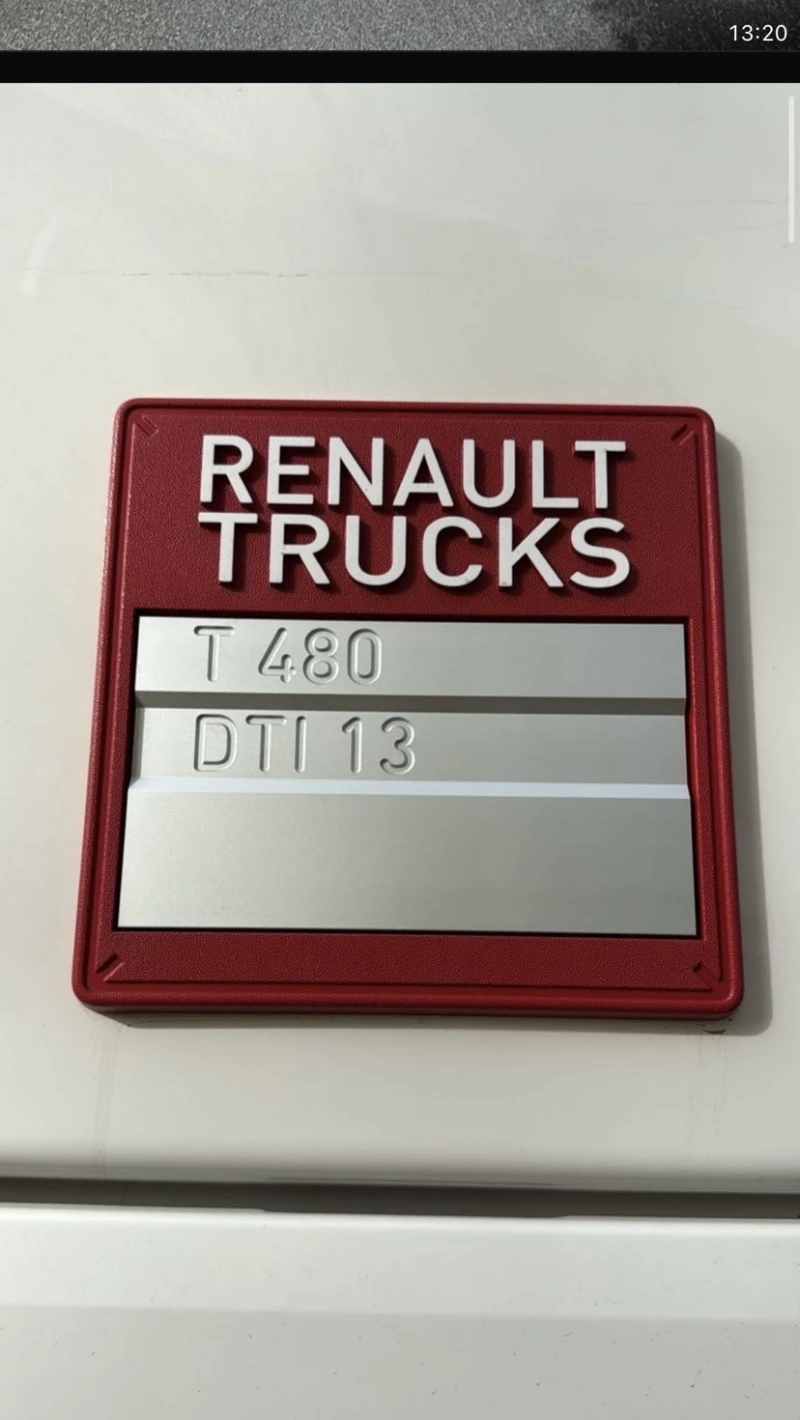 13:20
RENAULT
TRUCKS
T 480
DTI 13